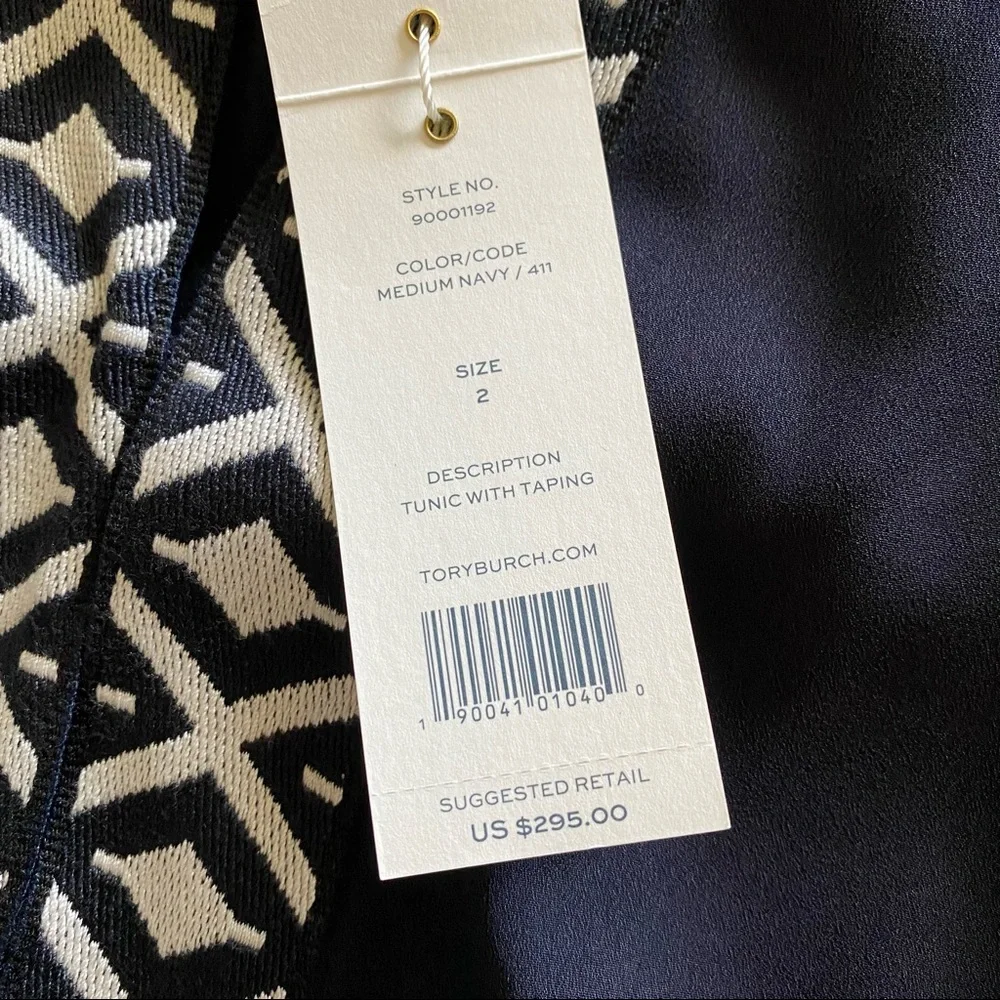 STYLE NO.
90001192
COLOR/CODE
MEDIUM NAVY / 411
SIZE
2
DESCRIPTION
TUNIC WITH TAPING
TORYBURCH.COM
1 90041 01040 0
SUGGESTED RETAIL
US $295.00